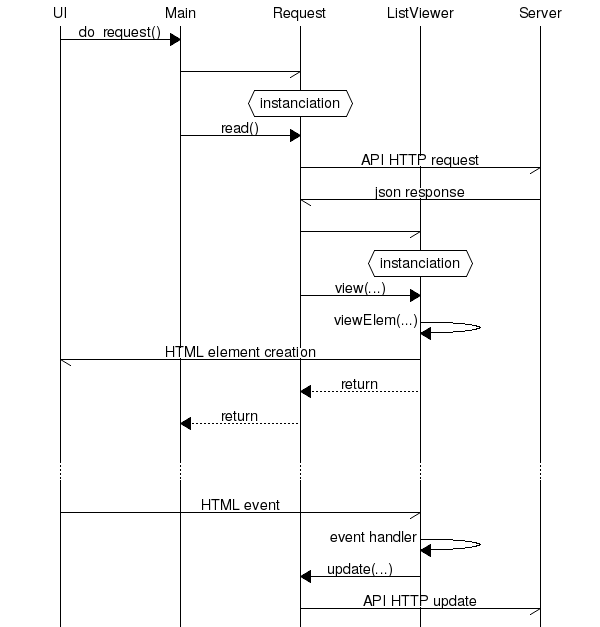 UI Main Request ListViewer Server
do_request()
instanciation
read()
API HTTP request
json response
instanciation
view(...)
viewElem(...)
HTML element creation
return
return
HTML event
event handler
update(...)
API HTTP update